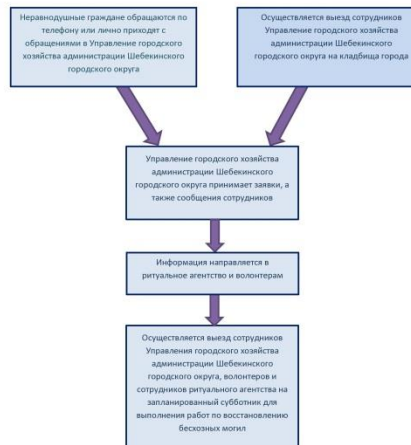 Неравнодушные граждане обращаются по
телефону или лично приходят с
обращениями в Управление городского
хозяйства администрации Шебекинского
городского округа
Осуществляется выезд сотрудников
Управление городского хозяйства
администрации Шебекинского
городского округа на кладбища города
Управление городского хозяйства
администрации Шебекинского
городского округа принимает заявки, а
также сообщения сотрудников
Информация направляется в
ритуальное агентство и волонтерам
Осуществляется выезд сотрудников
Управления городского хозяйства
администрации Шебекинского
городского округа, волонтеров и
сотрудников ритуального агентства на
запланированный субботник для
выполнения работ по восстановлению
бесхозных могил